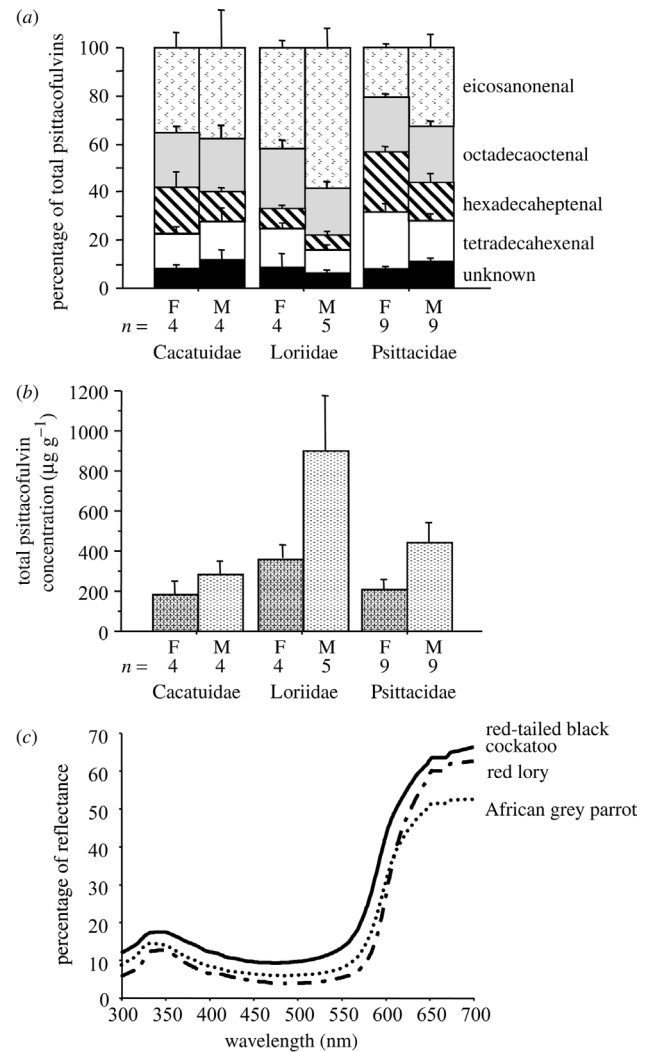 (a)
percentage of total psittacofulvins
100
80
60
40
20
0
eicosanonenal
octadecaoctenal
hexadecaheptenal
tetradecahexenal
unknown
F M F M F M
n = 4 4 4 5 9 9
Cacatuidae Loriidae Psittacidae
(b)
total psittacofulvin
concentration (µg g⁻¹)
1200
1000
800
600
400
200
0
F M F M F M
n = 4 4 4 5 9 9
Cacatuidae Loriidae Psittacidae
(c)
percentage of reflectance
70
60
50
40
30
20
10
0
red-tailed black
cockatoo
red lory
African grey parrot
300 350 400 450 500 550 600 650 700
wavelength (nm)